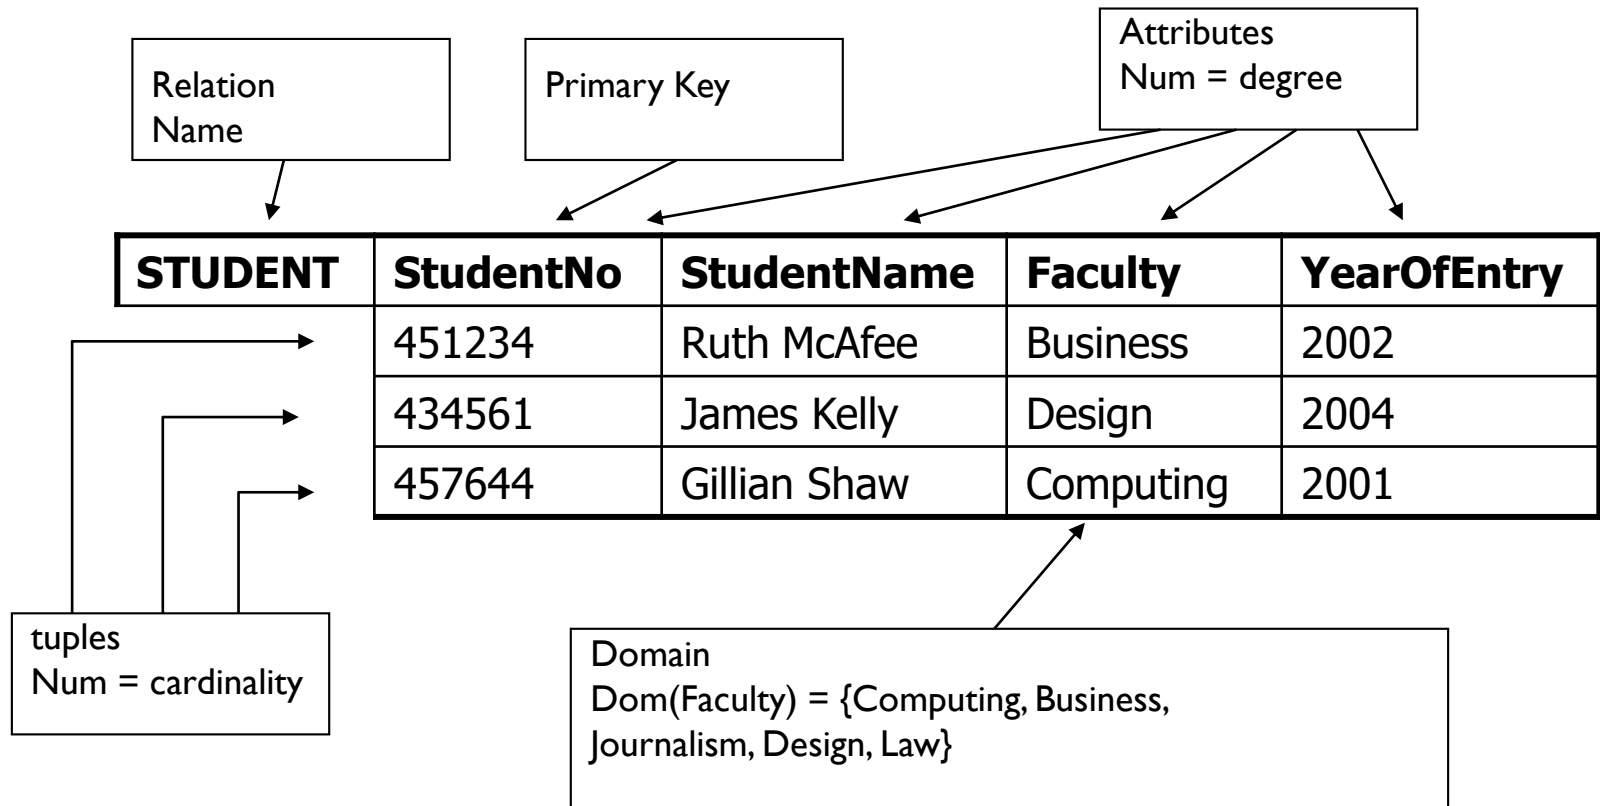 Relation
Name
Primary Key
Attributes
Num = degree
STUDENT StudentNo StudentName Faculty YearOfEntry
451234 Ruth McAfee Business 2002
434561 James Kelly Design 2004
457644 Gillian Shaw Computing 2001
tuples
Num = cardinality
Domain
Dom(Faculty) = {Computing, Business,
Journalism, Design, Law}